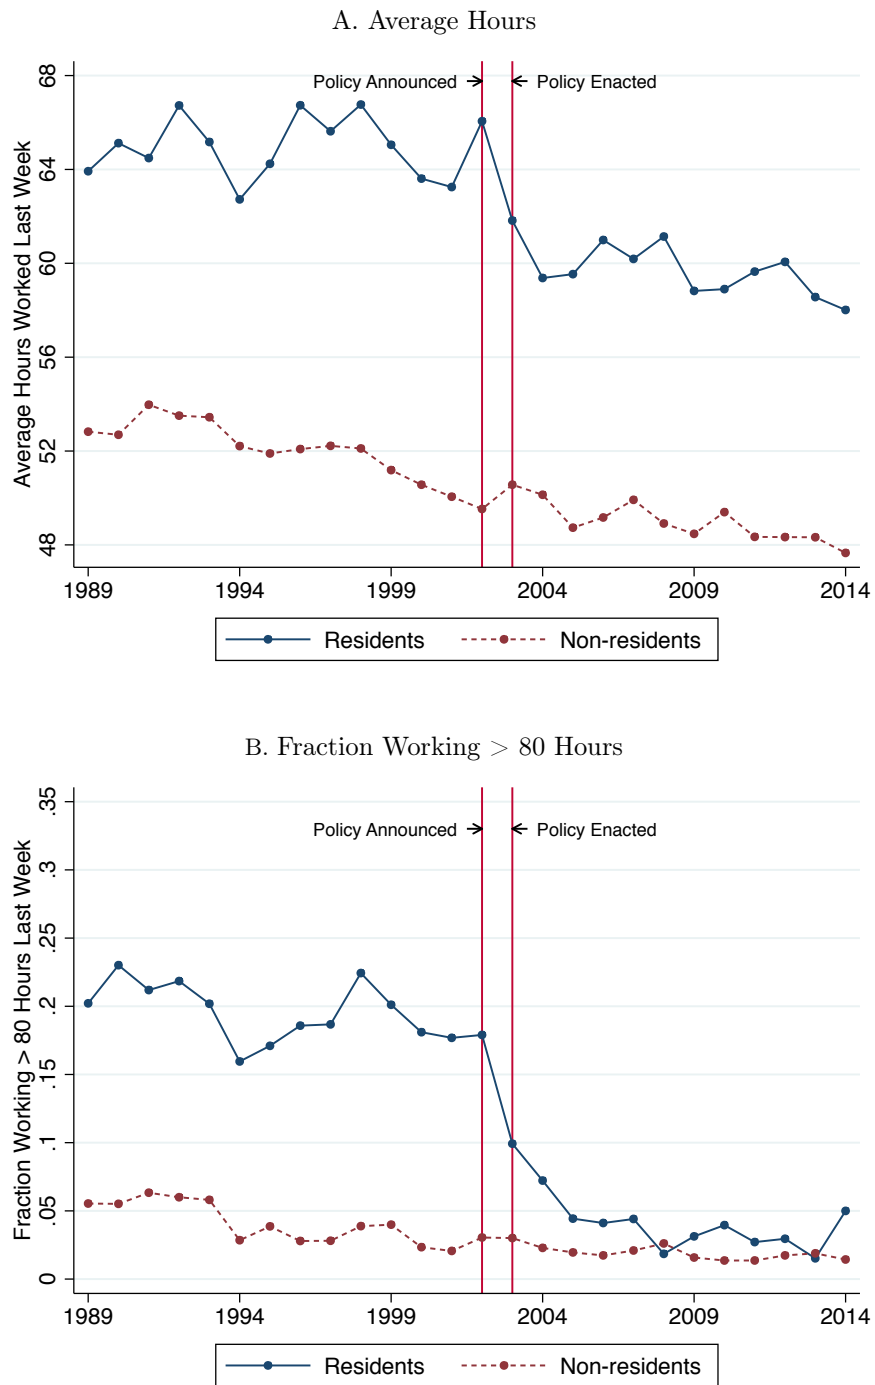 A. Average Hours
Policy Announced
Policy Enacted
Average Hours Worked Last Week
68
64
60
56
52
48
1989 1994 1999 2004 2009 2014
Residents Non-residents
B. Fraction Working > 80 Hours
Policy Announced
Policy Enacted
Fraction Working > 80 Hours Last Week
.35
.3
.25
.2
.15
.1
.05
0
1989 1994 1999 2004 2009 2014
Residents Non-residents